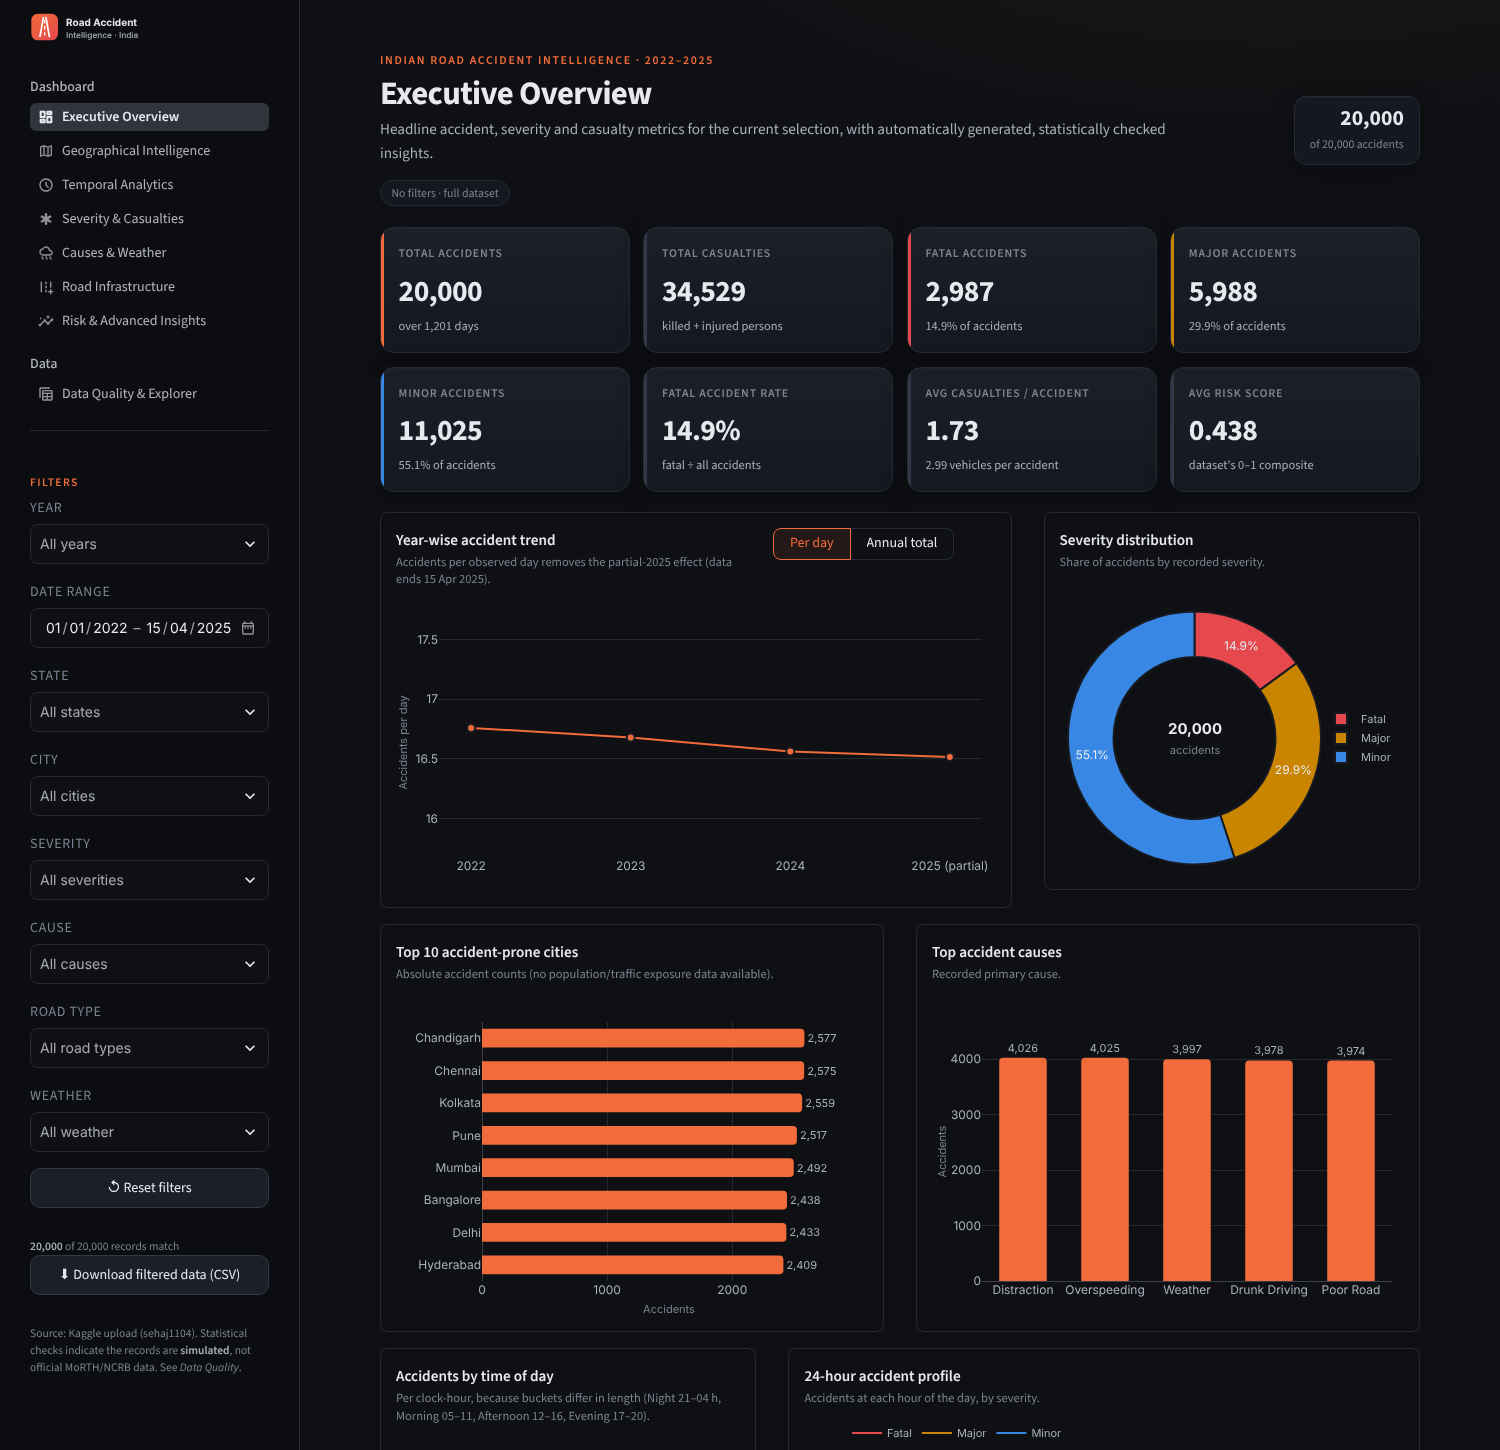 Road Accident
Intelligence · India
Dashboard
Executive Overview
Geographical Intelligence
Temporal Analytics
Severity & Casualties
Causes & Weather
Road Infrastructure
Risk & Advanced Insights
Data
Data Quality & Explorer
FILTERS
YEAR
All years
DATE RANGE
01/01/2022 – 15/04/2025
STATE
All states
CITY
All cities
SEVERITY
All severities
CAUSE
All causes
ROAD TYPE
All road types
WEATHER
All weather
Reset filters
20,000 of 20,000 records match
⬇ Download filtered data (CSV)
Source: Kaggle upload (sehaj1104). Statistical
checks indicate the records are simulated, not
official MoRTH/NCRB data. See Data Quality.
INDIAN ROAD ACCIDENT INTELLIGENCE · 2022–2025
Executive Overview
Headline accident, severity and casualty metrics for the current selection, with automatically generated, statistically checked
insights.
No filters · full dataset
20,000
of 20,000 accidents
TOTAL ACCIDENTS
20,000
over 1,201 days
TOTAL CASUALTIES
34,529
killed + injured persons
FATAL ACCIDENTS
2,987
14.9% of accidents
MAJOR ACCIDENTS
5,988
29.9% of accidents
MINOR ACCIDENTS
11,025
55.1% of accidents
FATAL ACCIDENT RATE
14.9%
fatal ÷ all accidents
AVG CASUALTIES / ACCIDENT
1.73
2.99 vehicles per accident
AVG RISK SCORE
0.438
dataset's 0–1 composite
Year-wise accident trend
Accidents per observed day removes the partial-2025 effect (data
ends 15 Apr 2025).
Per day
Annual total
Accidents per day
17.5
17
16.5
16
2022
2023
2024
2025 (partial)
Severity distribution
Share of accidents by recorded severity.
14.9%
29.9%
55.1%
20,000
accidents
Fatal
Major
Minor
Top 10 accident-prone cities
Absolute accident counts (no population/traffic exposure data available).
Chandigarh 2,577
Chennai 2,575
Kolkata 2,559
Pune 2,517
Mumbai 2,492
Bangalore 2,438
Delhi 2,433
Hyderabad 2,409
0 1000 2000
Accidents
Top accident causes
Recorded primary cause.
Accidents
4000
3000
2000
1000
0
4,026 4,025 3,997 3,978 3,974
Distraction Overspeeding Weather Drunk Driving Poor Road
Accidents by time of day
Per clock-hour, because buckets differ in length (Night 21–04 h,
Morning 05–11, Afternoon 12–16, Evening 17–20).
24-hour accident profile
Accidents at each hour of the day, by severity.
Fatal Major Minor